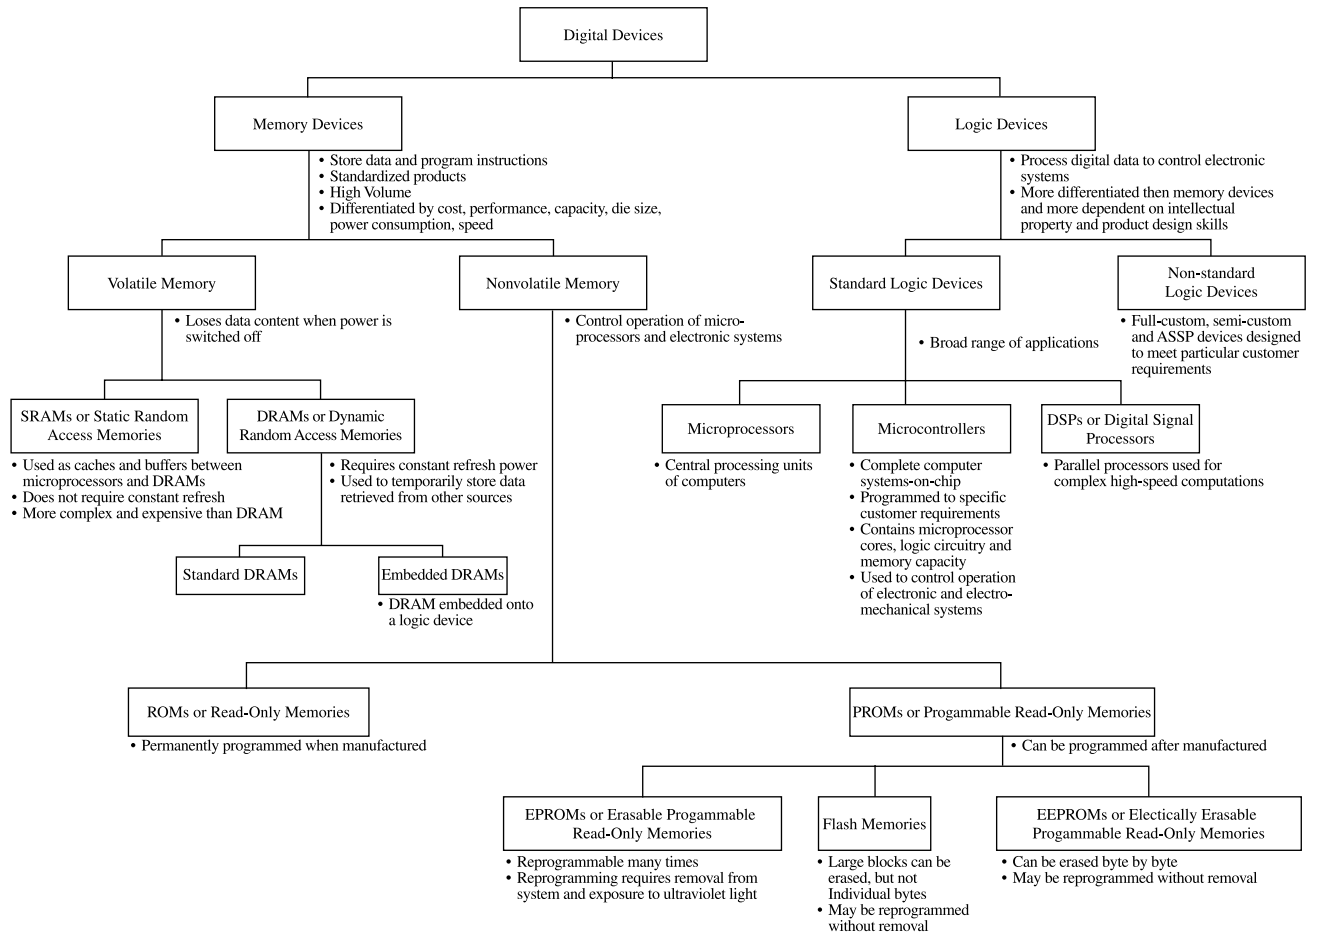 Digital Devices
Memory Devices
Logic Devices
• Store data and program instructions
• Standardized products
• High Volume
• Differentiated by cost, performance, capacity, die size,
power consumption, speed
• Process digital data to control electronic
systems
• More differentiated then memory devices
and more dependent on intellectual
property and product design skills
Volatile Memory
Nonvolatile Memory
Standard Logic Devices
Non-standard
Logic Devices
• Loses data content when power is
switched off
• Control operation of micro-
processors and electronic systems
• Broad range of applications
• Full-custom, semi-custom
and ASSP devices designed
to meet particular customer
requirements
SRAMs or Static Random
Access Memories
DRAMs or Dynamic
Random Access Memories
Microprocessors
Microcontrollers
DSPs or Digital Signal
Processors
• Used as caches and buffers between
microprocessors and DRAMs
• Does not require constant refresh
• More complex and expensive than DRAM
• Requires constant refresh power
• Used to temporarily store data
retrieved from other sources
• Central processing units
of computers
• Complete computer
systems-on-chip
• Programmed to specific
customer requirements
• Contains microprocessor
cores, logic circuitry and
memory capacity
• Used to control operation
of electronic and electro-
mechanical systems
• Parallel processors used for
complex high-speed computations
Standard DRAMs
Embedded DRAMs
• DRAM embedded onto
a logic device
ROMs or Read-Only Memories
PROMs or Progammable Read-Only Memories
• Permanently programmed when manufactured
• Can be programmed after manufactured
EPROMs or Erasable Progammable
Read-Only Memories
Flash Memories
EEPROMs or Electically Erasable
Progammable Read-Only Memories
• Reprogrammable many times
• Reprogramming requires removal from
system and exposure to ultraviolet light
• Large blocks can be
erased, but not
Individual bytes
• May be reprogrammed
without removal
• Can be erased byte by byte
• May be reprogrammed without removal